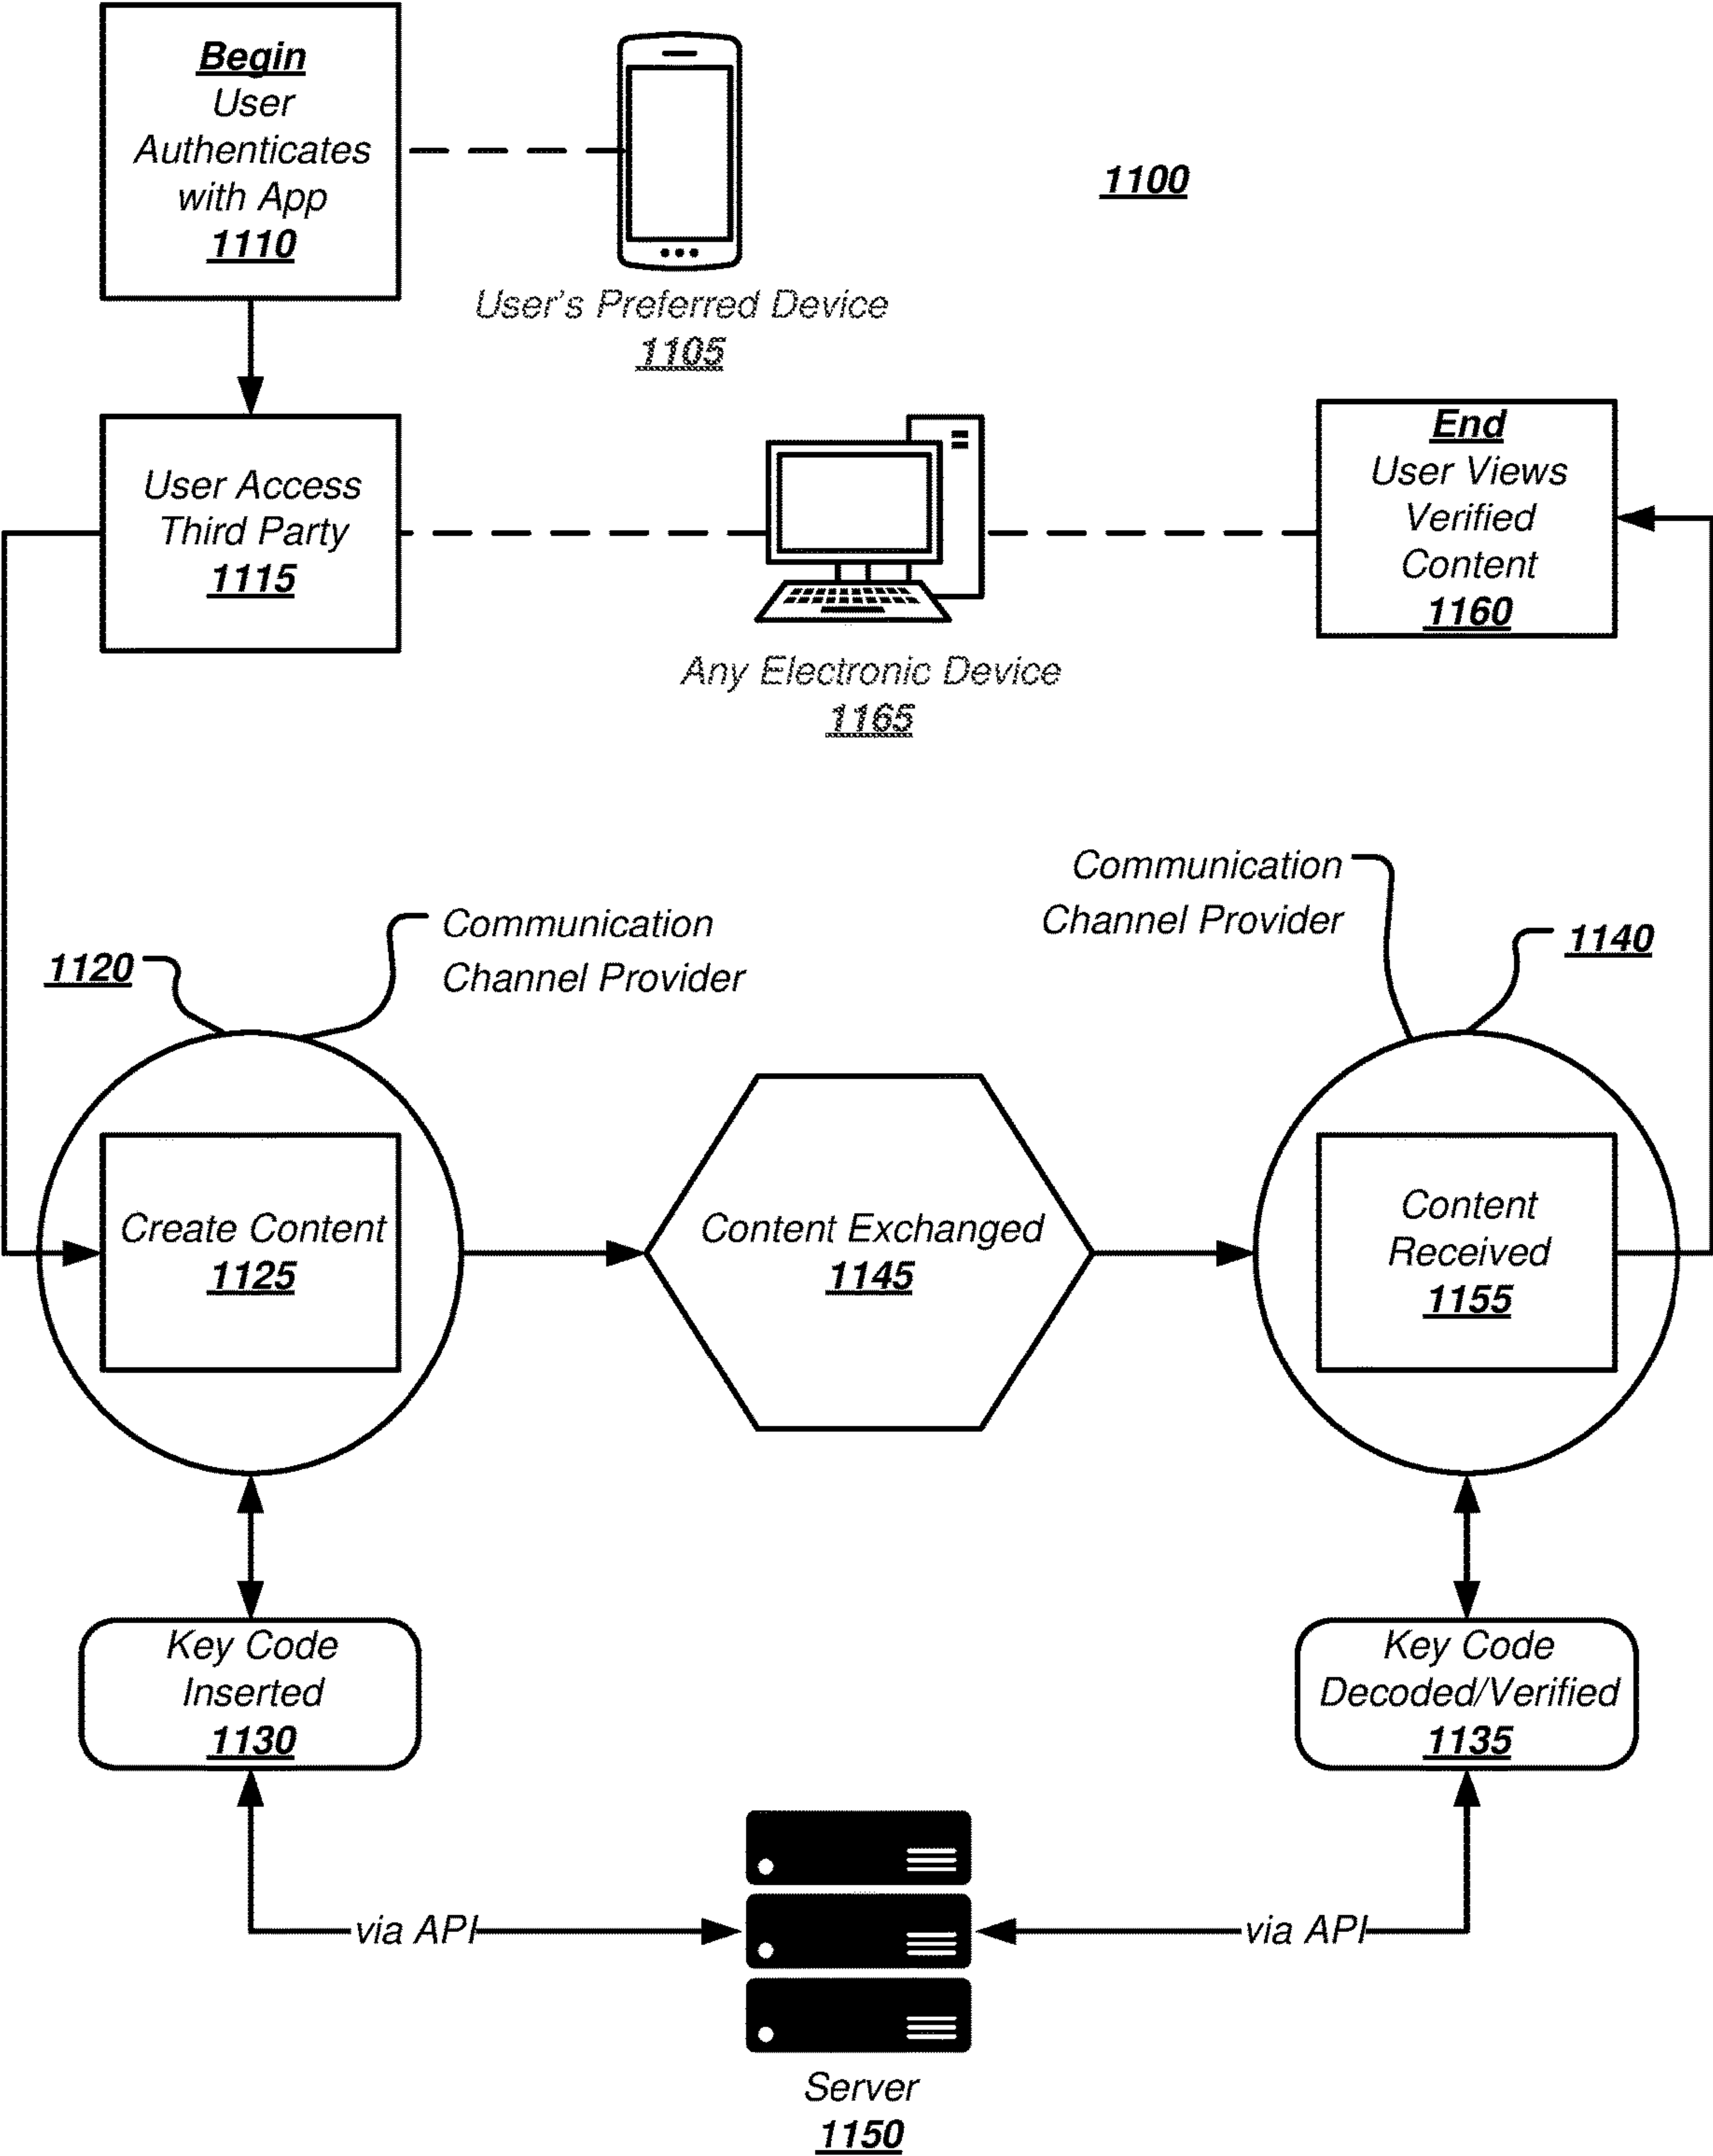 Begin
User
Authenticates
with App
1110
1100
User's Preferred Device
1105
User Access
Third Party
1115
Any Electronic Device
1165
End
User Views
Verified
Content
1160
1120
Communication
Channel Provider
Communication
Channel Provider
1140
Create Content
1125
Content Exchanged
1145
Content
Received
1155
Key Code
Inserted
1130
Key Code
Decoded/Verified
1135
via API
via API
Server
1150